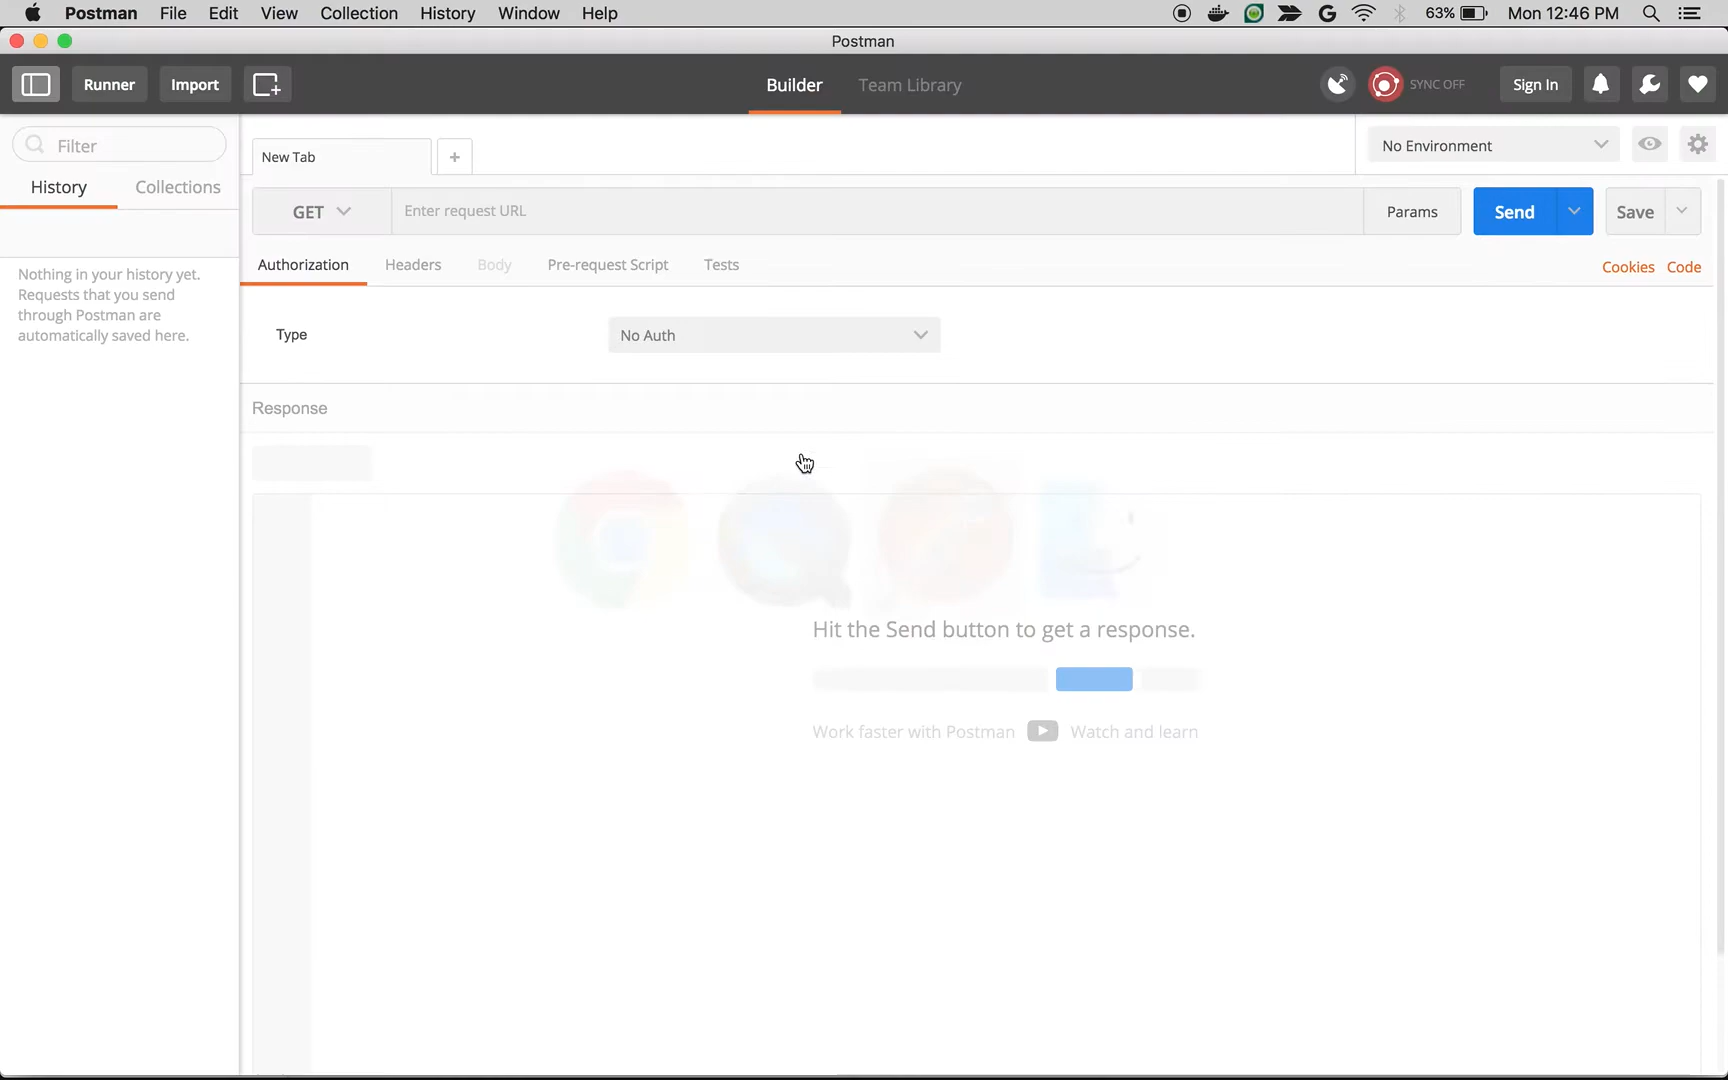 Postman File Edit View Collection History Window Help 63% Mon 12:46 PM
Postman
Runner Import Builder Team Library SYNC OFF Sign In
Filter
New Tab + No Environment
History Collections
GET Enter request URL Params Send Save
Authorization Headers Body Pre-request Script Tests Cookies Code
Nothing in your history yet.
Requests that you send
through Postman are
automatically saved here.
Type No Auth
Response
Hit the Send button to get a response.
Work faster with Postman Watch and learn